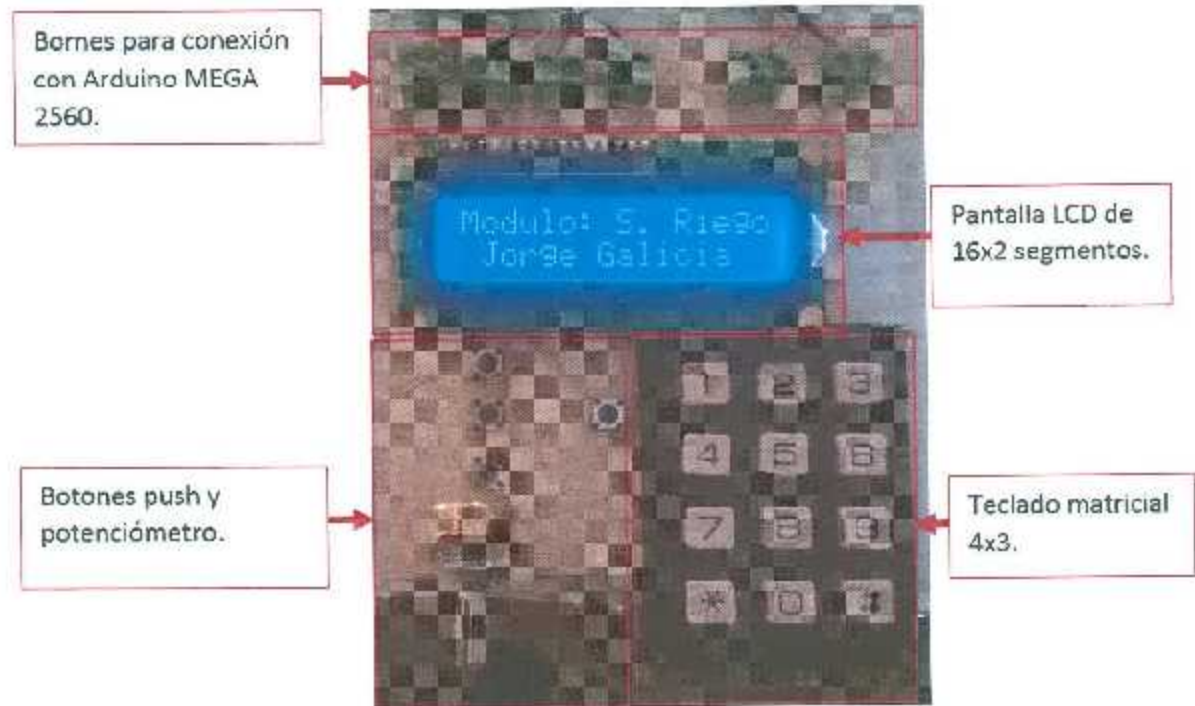 Bornes para conexión
con Arduino MEGA
2560.
Modulo: S. Riego
Jorge Galicia
Pantalla LCD de
16x2 segmentos.
1 2 3
4 5 6
7 8 9
* 0 #
Botones push y
potenciómetro.
Teclado matricial
4x3.